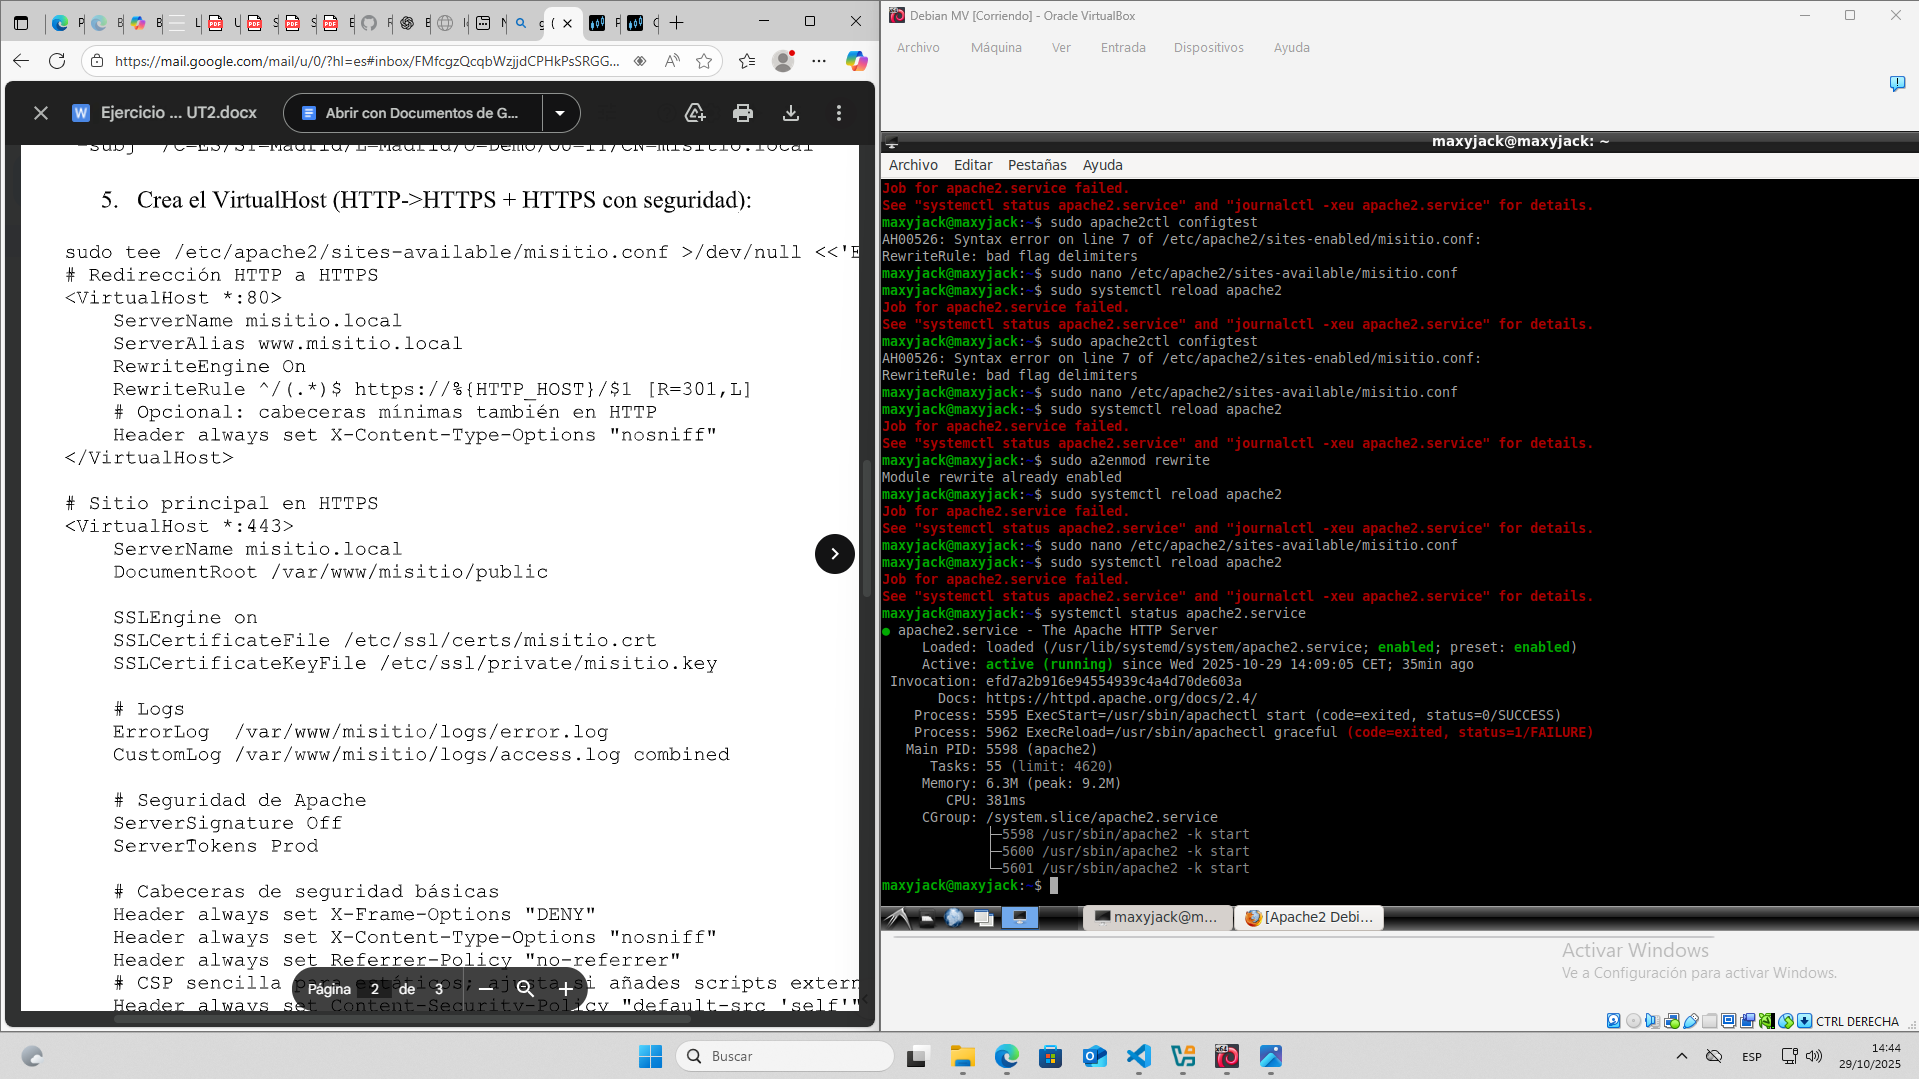 https://mail.google.com/mail/u/0/?hl=es#inbox/FMfcgzQcqbWzjjdCPHkPsSRGG...
Ejercicio ... UT2.docx
Abrir con Documentos de G...
-subj "/C=ES/ST=Madrid/L=Madrid/O=Demo/OU=IT/CN=misitio.local
5. Crea el VirtualHost (HTTP->HTTPS + HTTPS con seguridad):
sudo tee /etc/apache2/sites-available/misitio.conf >/dev/null <<'E
# Redirección HTTP a HTTPS
<VirtualHost *:80>
ServerName misitio.local
ServerAlias www.misitio.local
RewriteEngine On
RewriteRule ^/(.*)$ https://%{HTTP_HOST}/$1 [R=301,L]
# Opcional: cabeceras mínimas también en HTTP
Header always set X-Content-Type-Options "nosniff"
</VirtualHost>
# Sitio principal en HTTPS
<VirtualHost *:443>
ServerName misitio.local
DocumentRoot /var/www/misitio/public
SSLEngine on
SSLCertificateFile /etc/ssl/certs/misitio.crt
SSLCertificateKeyFile /etc/ssl/private/misitio.key
# Logs
ErrorLog  /var/www/misitio/logs/error.log
CustomLog /var/www/misitio/logs/access.log combined
# Seguridad de Apache
ServerSignature Off
ServerTokens Prod
# Cabeceras de seguridad básicas
Header always set X-Frame-Options "DENY"
Header always set X-Content-Type-Options "nosniff"
Header always set Referrer-Policy "no-referrer"
# CSP sencilla para estáticos; ajusta si añades scripts extern
Header always set Content-Security-Policy "default-src 'self'"
Página 2 de 3
Debian MV [Corriendo] - Oracle VirtualBox
Archivo Máquina Ver Entrada Dispositivos Ayuda
maxyjack@maxyjack: ~
Archivo Editar Pestañas Ayuda
Job for apache2.service failed.
See "systemctl status apache2.service" and "journalctl -xeu apache2.service" for details.
maxyjack@maxyjack:~$ sudo apache2ctl configtest
AH00526: Syntax error on line 7 of /etc/apache2/sites-enabled/misitio.conf:
RewriteRule: bad flag delimiters
maxyjack@maxyjack:~$ sudo nano /etc/apache2/sites-available/misitio.conf
maxyjack@maxyjack:~$ sudo systemctl reload apache2
Job for apache2.service failed.
See "systemctl status apache2.service" and "journalctl -xeu apache2.service" for details.
maxyjack@maxyjack:~$ sudo apache2ctl configtest
AH00526: Syntax error on line 7 of /etc/apache2/sites-enabled/misitio.conf:
RewriteRule: bad flag delimiters
maxyjack@maxyjack:~$ sudo nano /etc/apache2/sites-available/misitio.conf
maxyjack@maxyjack:~$ sudo systemctl reload apache2
Job for apache2.service failed.
See "systemctl status apache2.service" and "journalctl -xeu apache2.service" for details.
maxyjack@maxyjack:~$ sudo a2enmod rewrite
Module rewrite already enabled
maxyjack@maxyjack:~$ sudo systemctl reload apache2
Job for apache2.service failed.
See "systemctl status apache2.service" and "journalctl -xeu apache2.service" for details.
maxyjack@maxyjack:~$ sudo nano /etc/apache2/sites-available/misitio.conf
maxyjack@maxyjack:~$ sudo systemctl reload apache2
Job for apache2.service failed.
See "systemctl status apache2.service" and "journalctl -xeu apache2.service" for details.
maxyjack@maxyjack:~$ systemctl status apache2.service
● apache2.service - The Apache HTTP Server
Loaded: loaded (/usr/lib/systemd/system/apache2.service; enabled; preset: enabled)
Active: active (running) since Wed 2025-10-29 14:09:05 CET; 35min ago
Invocation: efd7a2b916e94554939c4a4d70de603a
Docs: https://httpd.apache.org/docs/2.4/
Process: 5595 ExecStart=/usr/sbin/apachectl start (code=exited, status=0/SUCCESS)
Process: 5962 ExecReload=/usr/sbin/apachectl graceful (code=exited, status=1/FAILURE)
Main PID: 5598 (apache2)
Tasks: 55 (limit: 4620)
Memory: 6.3M (peak: 9.2M)
CPU: 381ms
CGroup: /system.slice/apache2.service
├─5598 /usr/sbin/apache2 -k start
├─5600 /usr/sbin/apache2 -k start
└─5601 /usr/sbin/apache2 -k start
maxyjack@maxyjack:~$
maxyjack@m... [Apache2 Debi...
Activar Windows
Ve a Configuración para activar Windows.
CTRL DERECHA
Buscar
ESP
14:44
29/10/2025